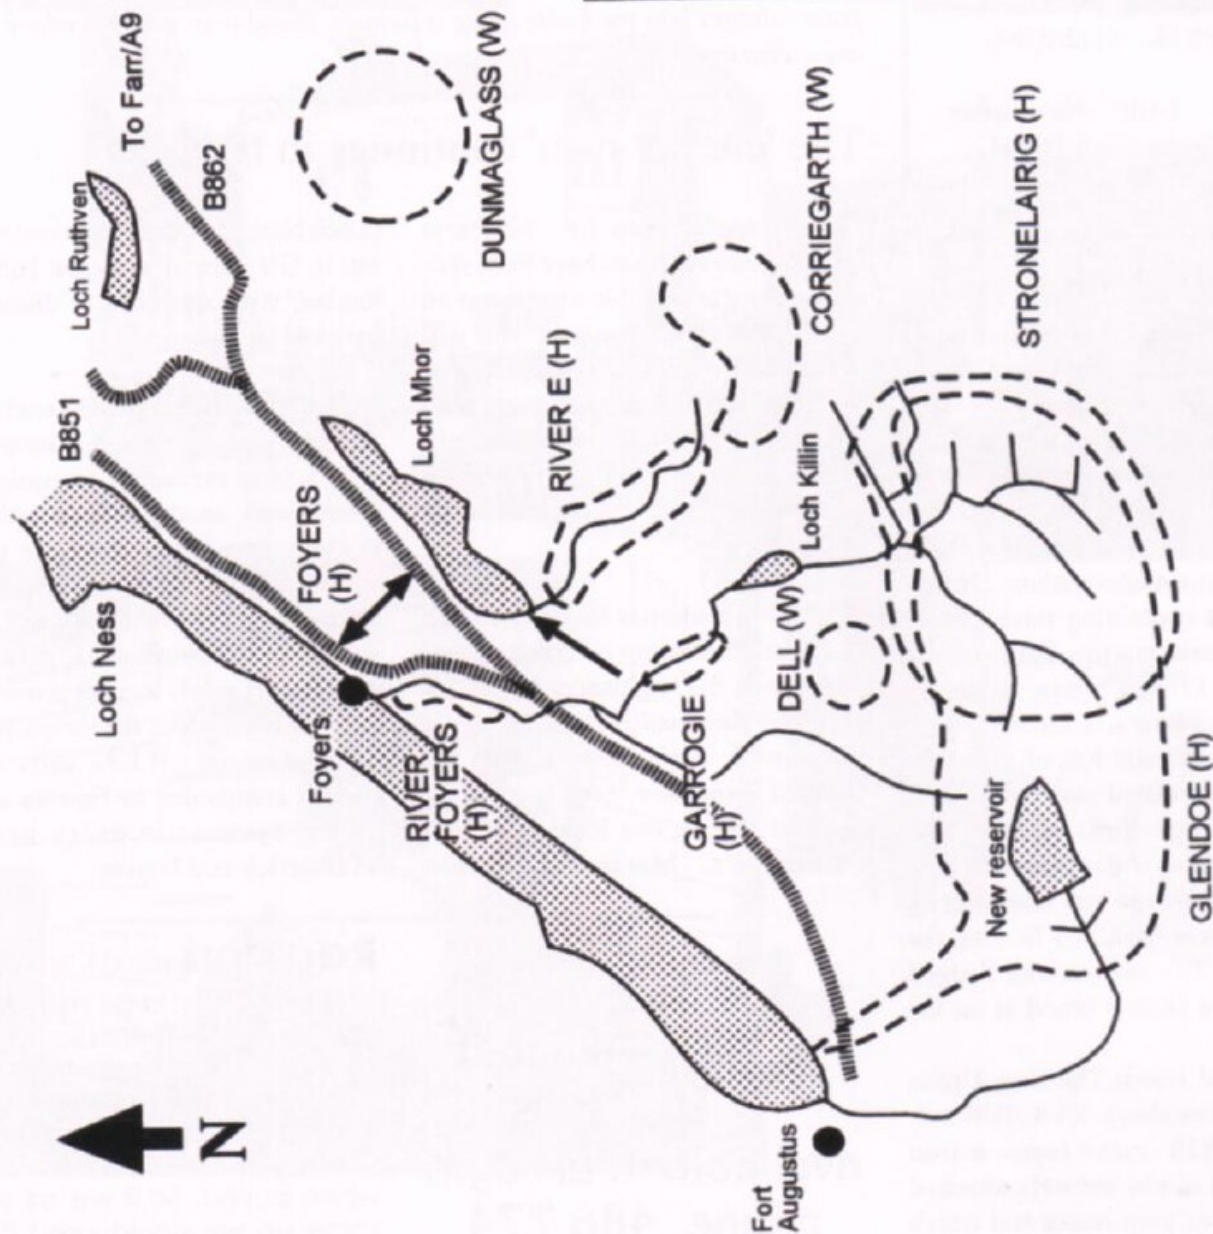 B851
Loch Ruthven
Loch Ness
To Farr/A9
B862
N
FOYERS
(H)
Foyers
Loch Mhor
RIVER
FOYERS
(H)
DUNMAGLASS (W)
RIVER E (H)
GARROGIE
(H)
Fort
Augustus
DELL (W)
Loch Killin
CORRIEGARTH (W)
New reservoir
STRONELAIRIG (H)
GLENDOE (H)